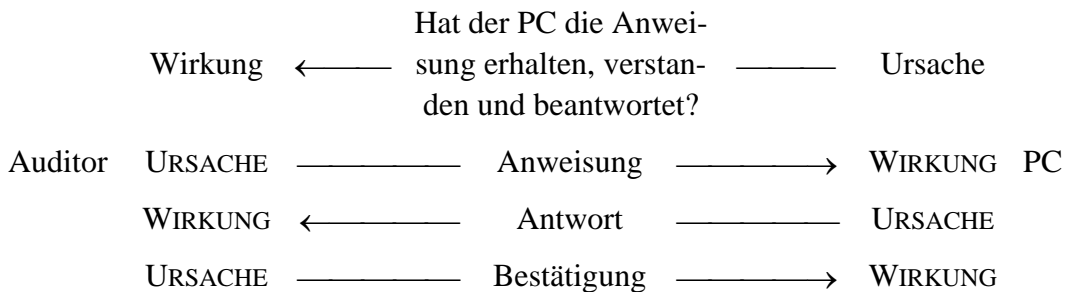 Hat der PC die Anwei-
Wirkung ← sung erhalten, verstan- Ursache
den und beantwortet?
Auditor URSACHE Anweisung → WIRKUNG PC
WIRKUNG ← Antwort URSACHE
URSACHE Bestätigung → WIRKUNG